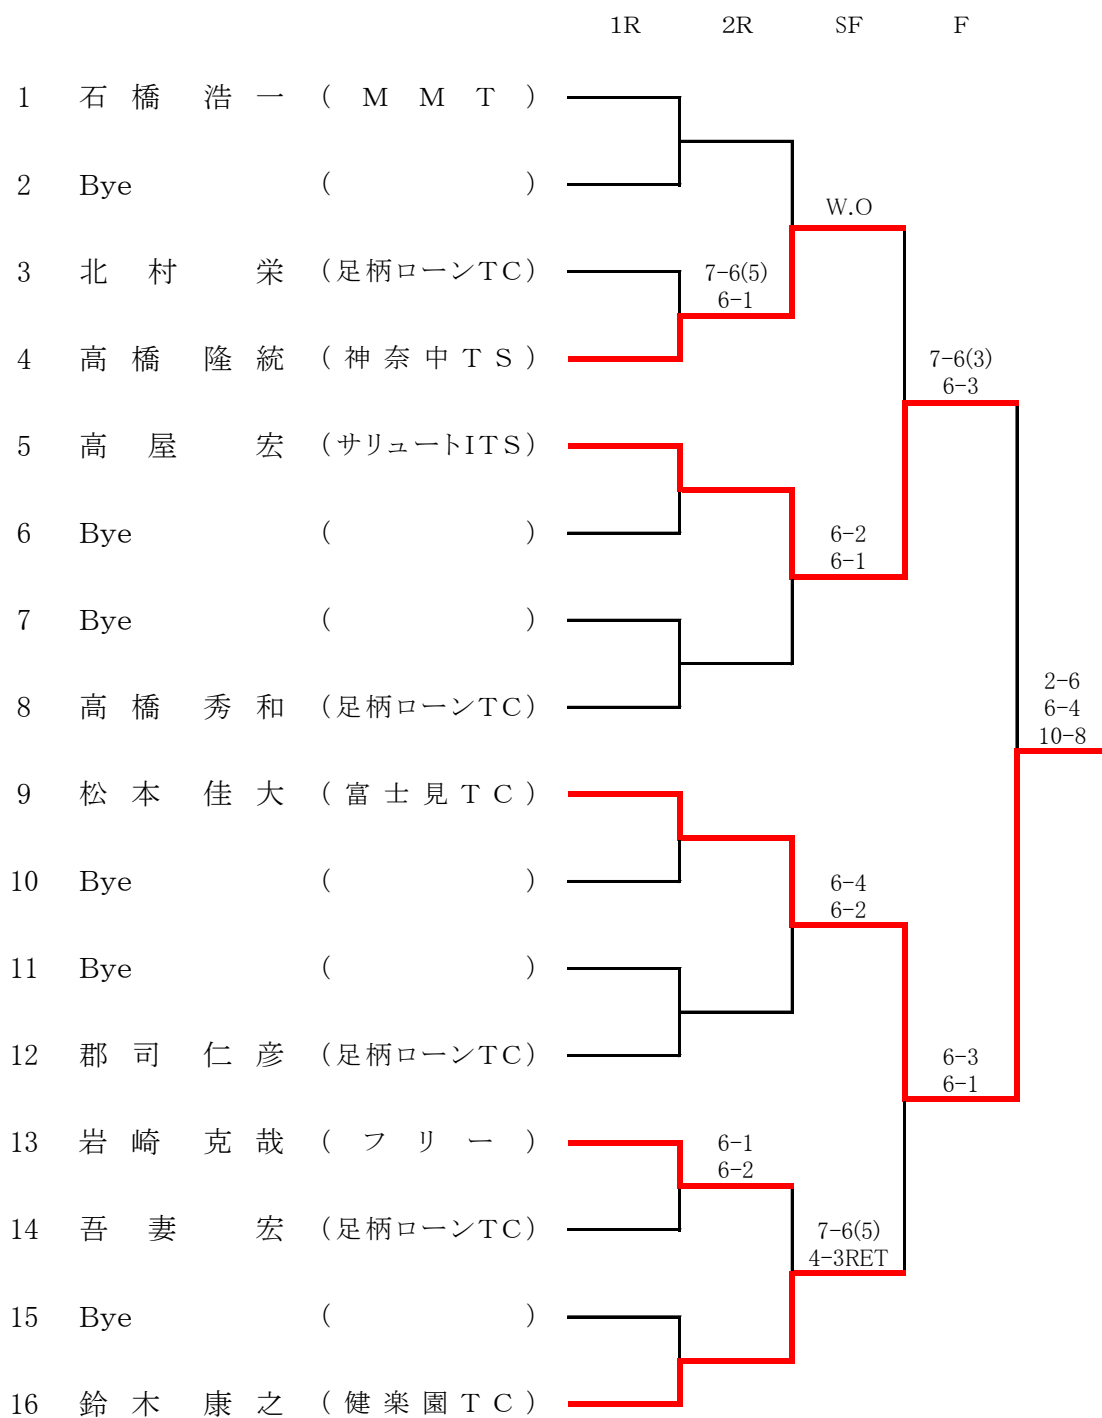 1R 2R SF F
1 石橋 浩一 (MMT)
2 Bye ( )
W.O
3 北村 栄 (足柄ローンTC)
7-6(5)
6-1
4 高橋 隆統 (神奈中TS)
7-6(3)
6-3
5 高屋 宏 (サリュートITS)
6 Bye ( )
6-2
6-1
7 Bye ( )
8 高橋 秀和 (足柄ローンTC)
2-6
6-4
10-8
9 松本 佳大 (富士見TC)
10 Bye ( )
6-4
6-2
11 Bye ( )
12 郡司 仁彦 (足柄ローンTC)
6-3
6-1
13 岩崎 克哉 (フリー)
6-1
6-2
14 吾妻 宏 (足柄ローンTC)
7-6(5)
4-3RET
15 Bye ( )
16 鈴木 康之 (健楽園TC)